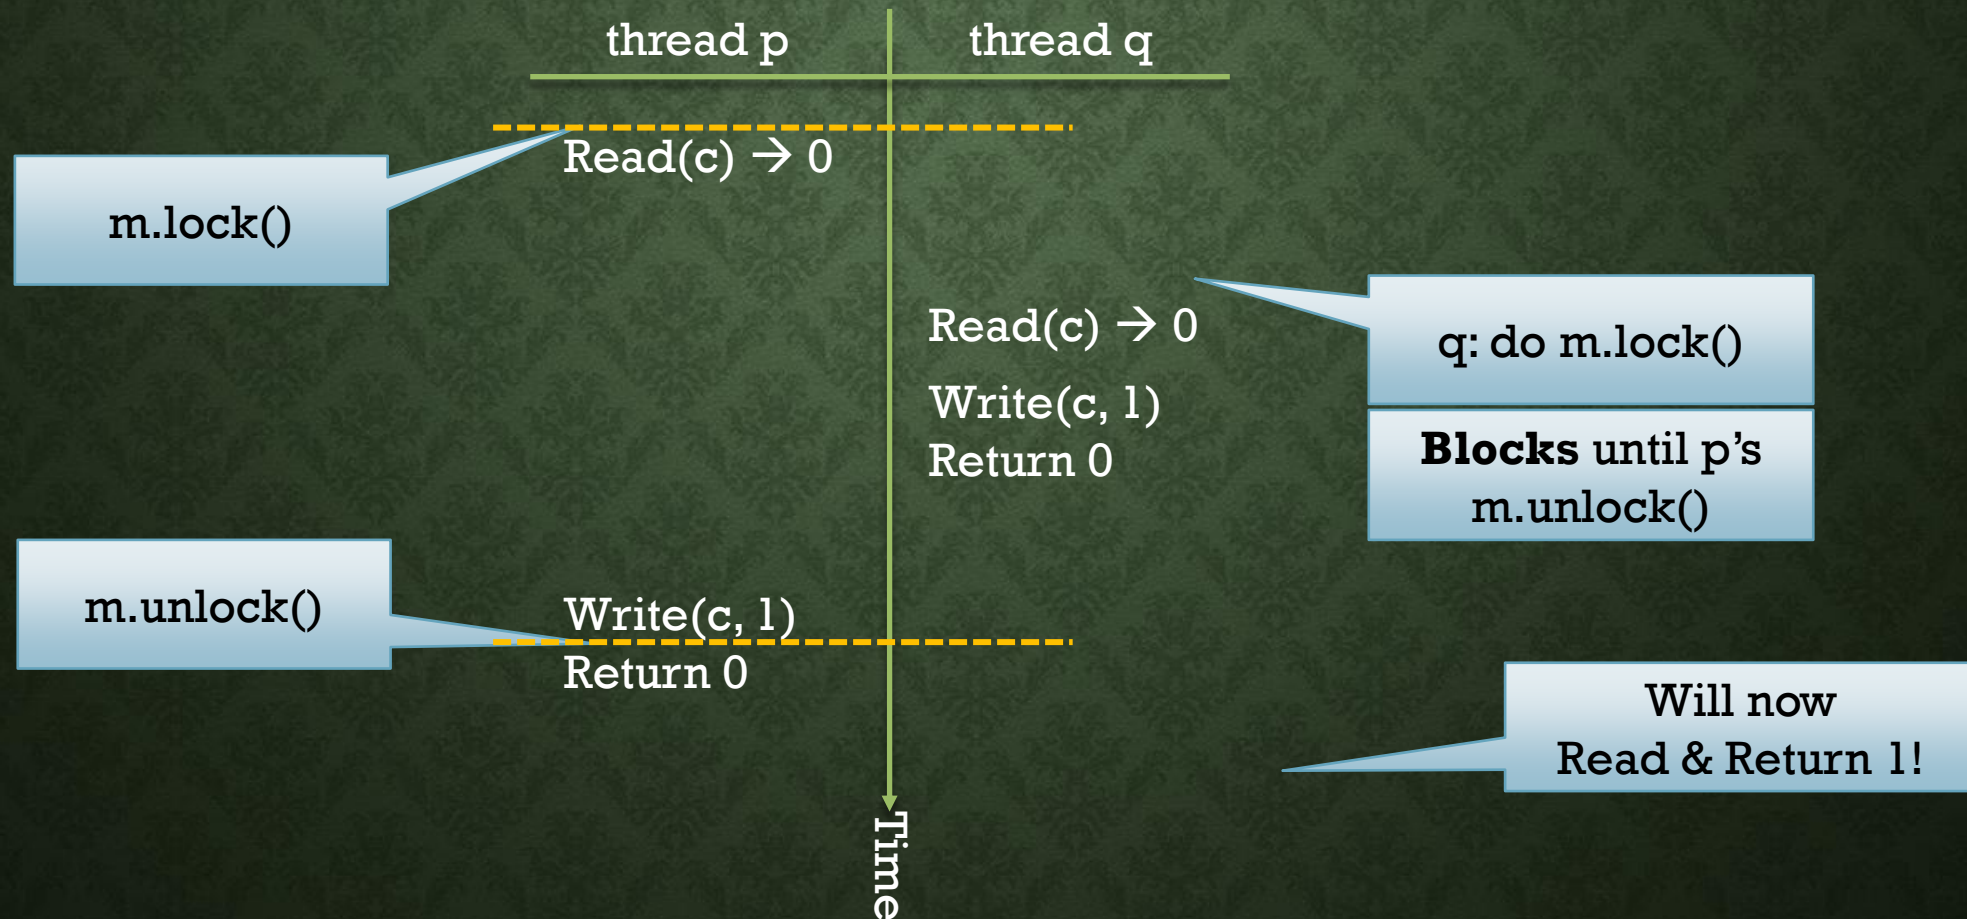 thread p
thread q
Read(c) → 0
m.lock()
Read(c) → 0
q: do m.lock()
Write(c, 1)
Return 0
Blocks until p's
m.unlock()
m.unlock()
Write(c, 1)
Return 0
Will now
Read & Return 1!
Time